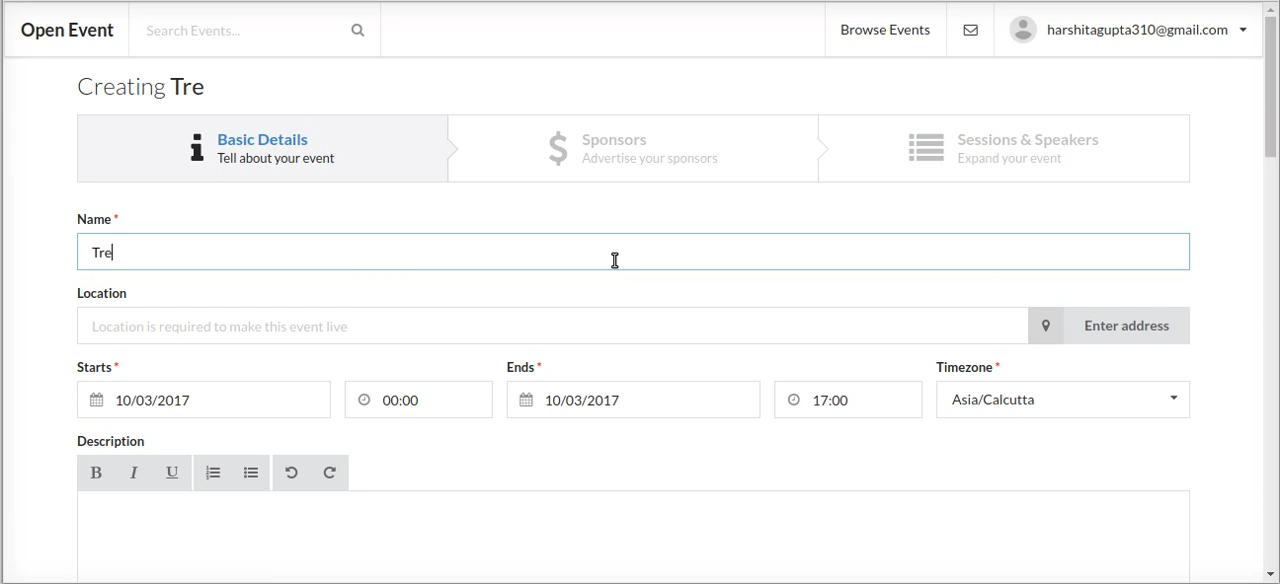 Open Event
Search Events...
Browse Events
harshitagupta310@gmail.com
Creating Tre
Basic Details
Tell about your event
Sponsors
Advertise your sponsors
Sessions & Speakers
Expand your event
Name *
Tre
Location
Location is required to make this event live
Enter address
Starts * Ends * Timezone *
10/03/2017 00:00 10/03/2017 17:00 Asia/Calcutta
Description
B I U